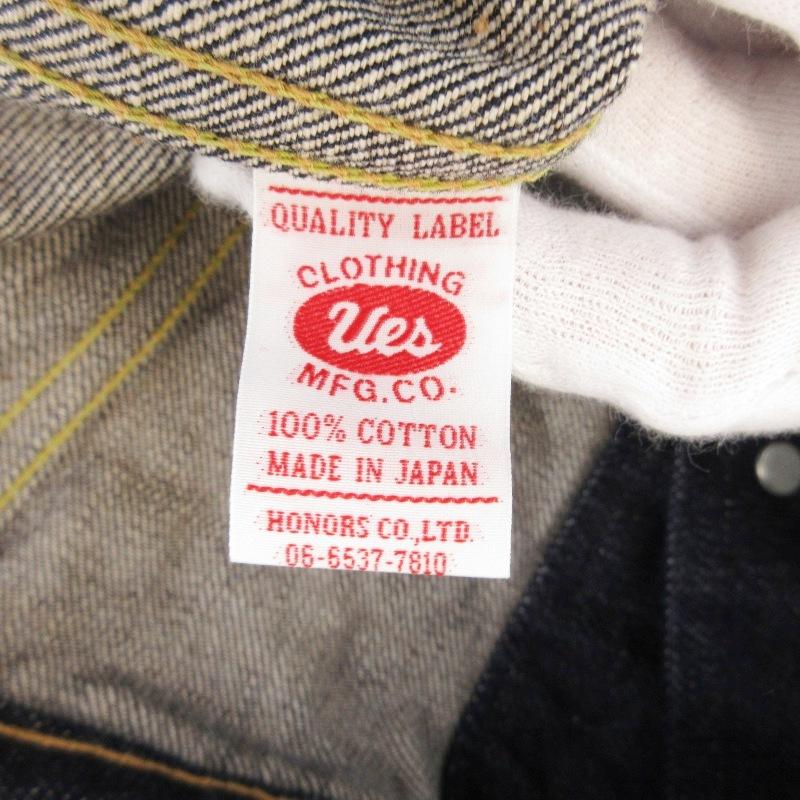 QUALITY LABEL
CLOTHING
Ues
MFG.CO.
100% COTTON
MADE IN JAPAN
HONORS CO.,LTD.
06-6537-7810